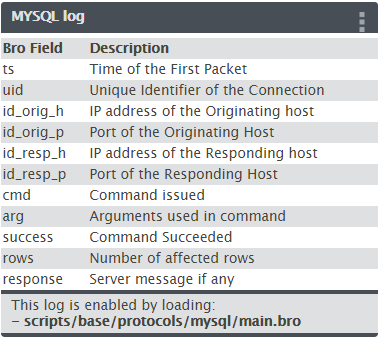 MYSQL log
Bro Field Description
ts Time of the First Packet
uid Unique Identifier of the Connection
id_orig_h IP address of the Originating host
id_orig_p Port of the Originating Host
id_resp_h IP address of the Responding host
id_resp_p Port of the Responding Host
cmd Command issued
arg Arguments used in command
success Command Succeeded
rows Number of affected rows
response Server message if any
This log is enabled by loading:
– scripts/base/protocols/mysql/main.bro